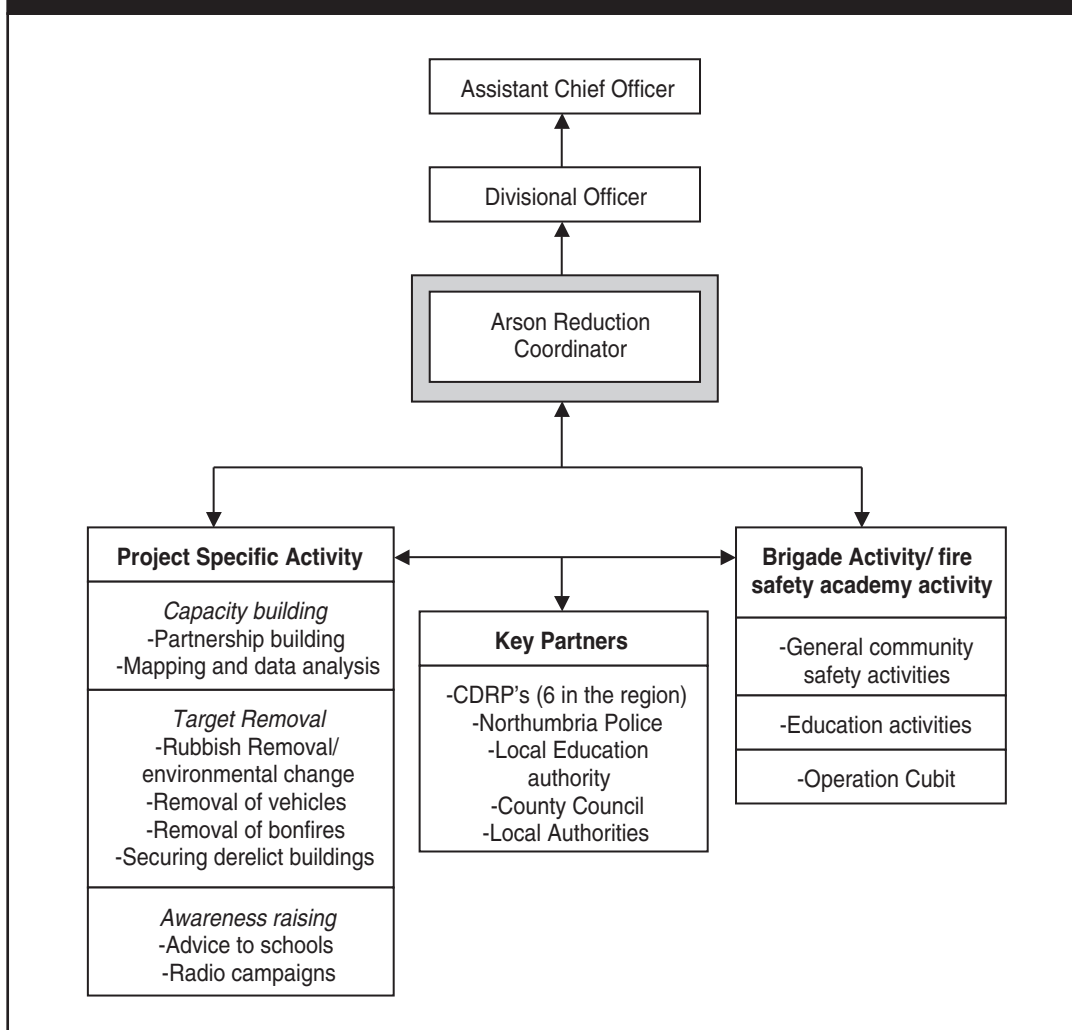 Assistant Chief Officer
Divisional Officer
Arson Reduction
Coordinator
Project Specific Activity
Capacity building
-Partnership building
-Mapping and data analysis
Target Removal
-Rubbish Removal/
environmental change
-Removal of vehicles
-Removal of bonfires
-Securing derelict buildings
Awareness raising
-Advice to schools
-Radio campaigns
Key Partners
-CDRP's (6 in the region)
-Northumbria Police
-Local Education
authority
-County Council
-Local Authorities
Brigade Activity/ fire
safety academy activity
-General community
safety activities
-Education activities
-Operation Cubit